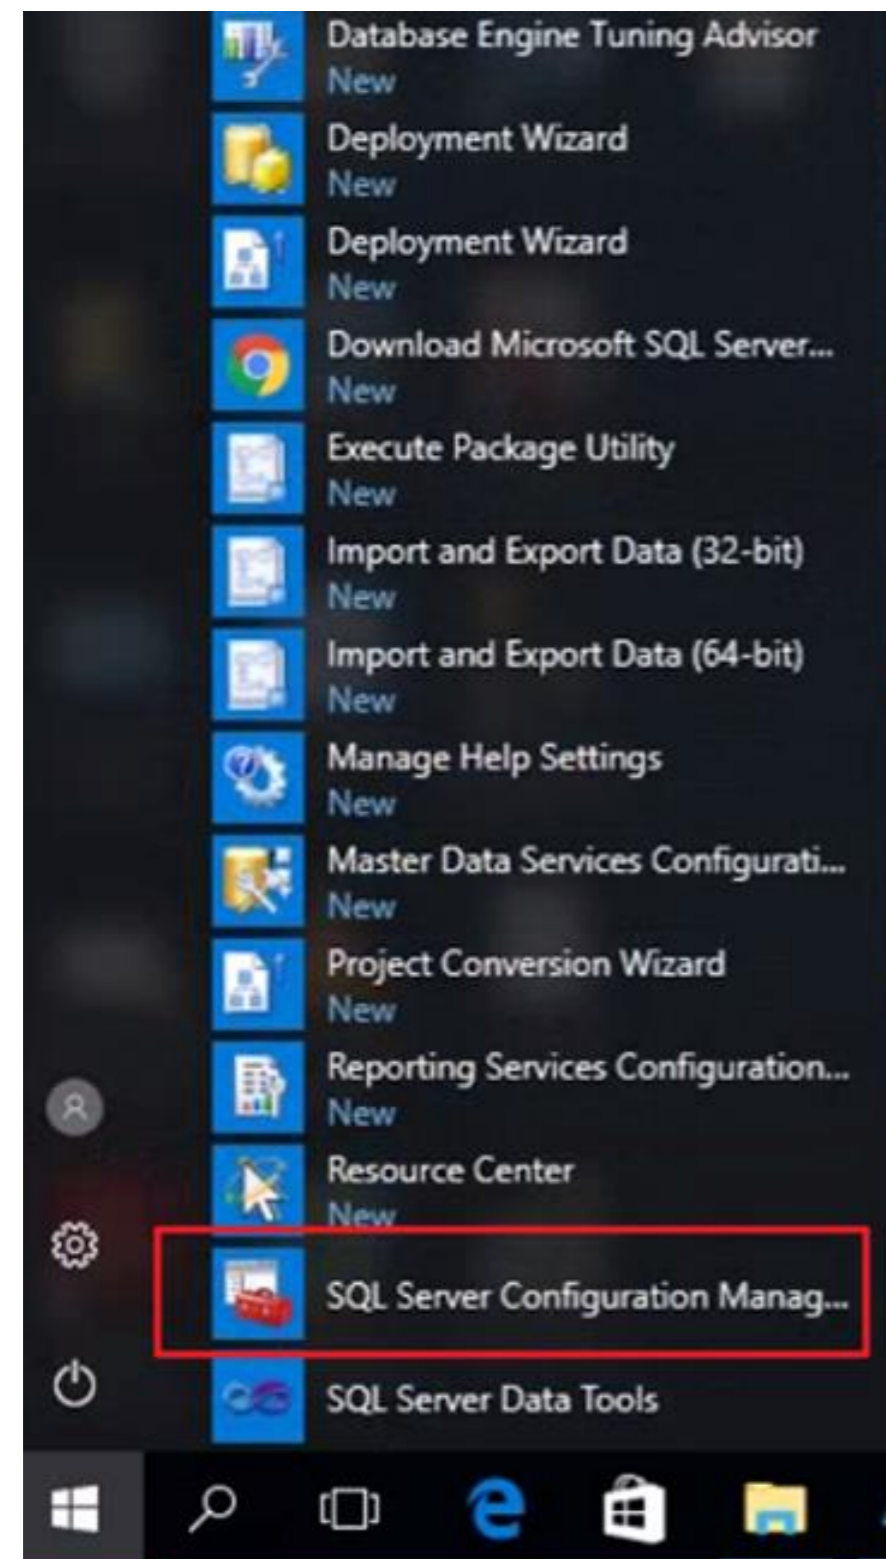 Database Engine Tuning Advisor
New
Deployment Wizard
New
Deployment Wizard
New
Download Microsoft SQL Server...
New
Execute Package Utility
New
Import and Export Data (32-bit)
New
Import and Export Data (64-bit)
New
Manage Help Settings
New
Master Data Services Configurati...
New
Project Conversion Wizard
New
Reporting Services Configuration...
New
Resource Center
New
SQL Server Configuration Manag...
SQL Server Data Tools